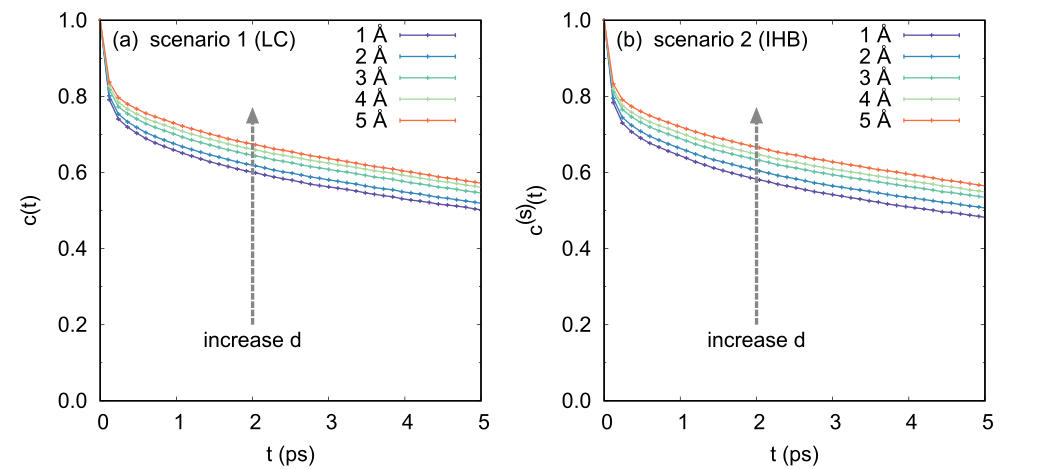 (a) scenario 1 (LC)
1 Å
2 Å
3 Å
4 Å
5 Å
increase d
c(t)
1.0
0.8
0.6
0.4
0.2
0.0
0 1 2 3 4 5
t (ps)
(b) scenario 2 (IHB)
1 Å
2 Å
3 Å
4 Å
5 Å
increase d
c(s)(t)
1.0
0.8
0.6
0.4
0.2
0.0
0 1 2 3 4 5
t (ps)